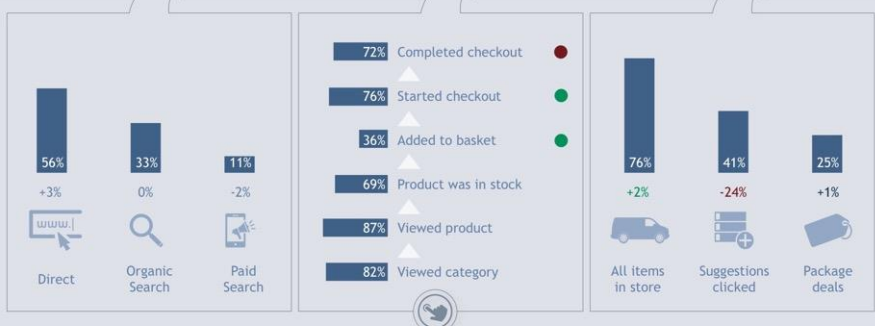 56%
33%
11%
+3%
0%
-2%
www.
Direct
Organic
Search
Paid
Search
72% Completed checkout
76% Started checkout
36% Added to basket
69% Product was in stock
87% Viewed product
82% Viewed category
76%
41%
25%
+2%
-24%
+1%
All items
in store
Suggestions
clicked
Package
deals